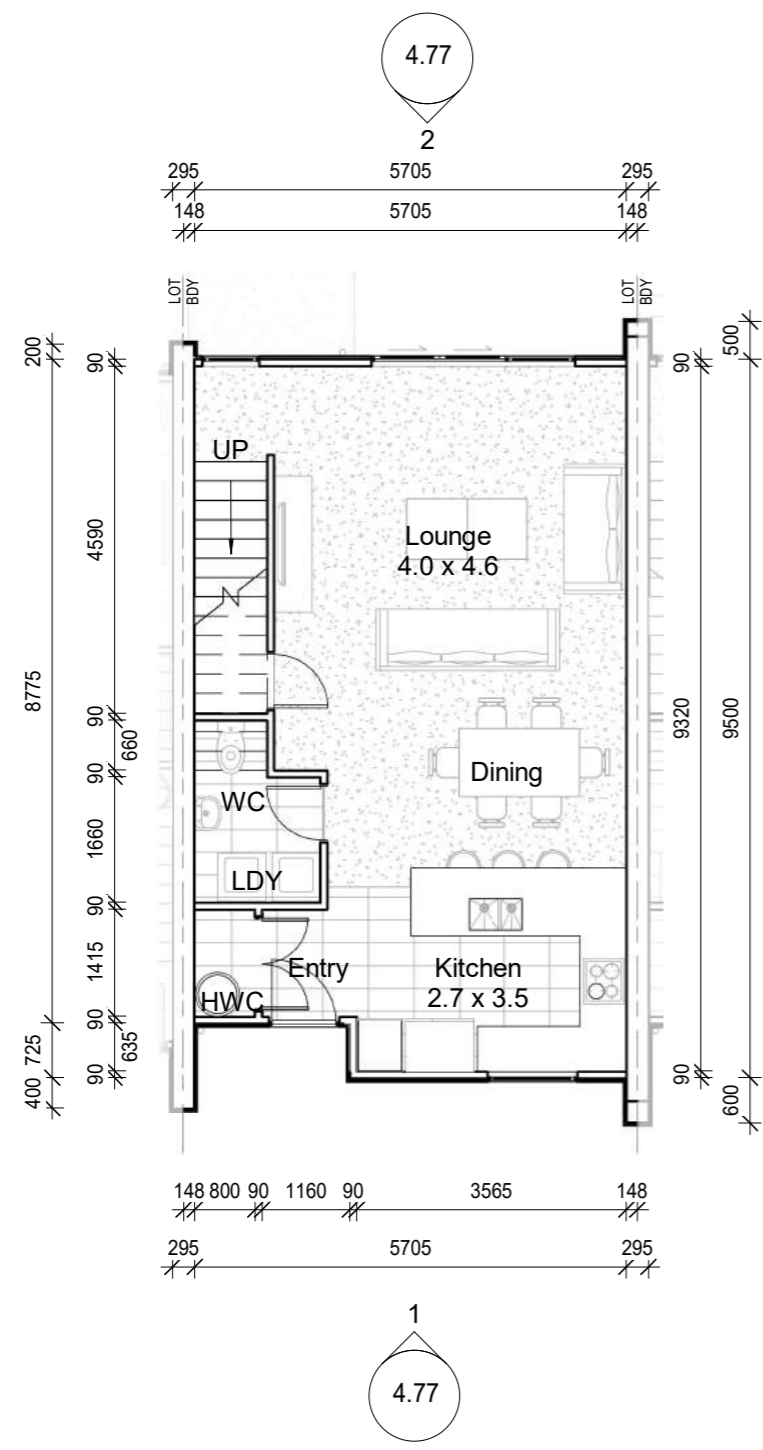 4.77
2
295 5705 295
148 5705 148
LOT
BDY
LOT
BDY
200
8775
725
400
90
4590
90
660
90
1660
90
1415
90
635
90
UP
Lounge
4.0 x 4.6
Dining
WC
LDY
Entry
Kitchen
2.7 x 3.5
HWC
90
9320
90
500
9500
600
148 800 90 1160 90 3565 148
295 5705 295
1
4.77